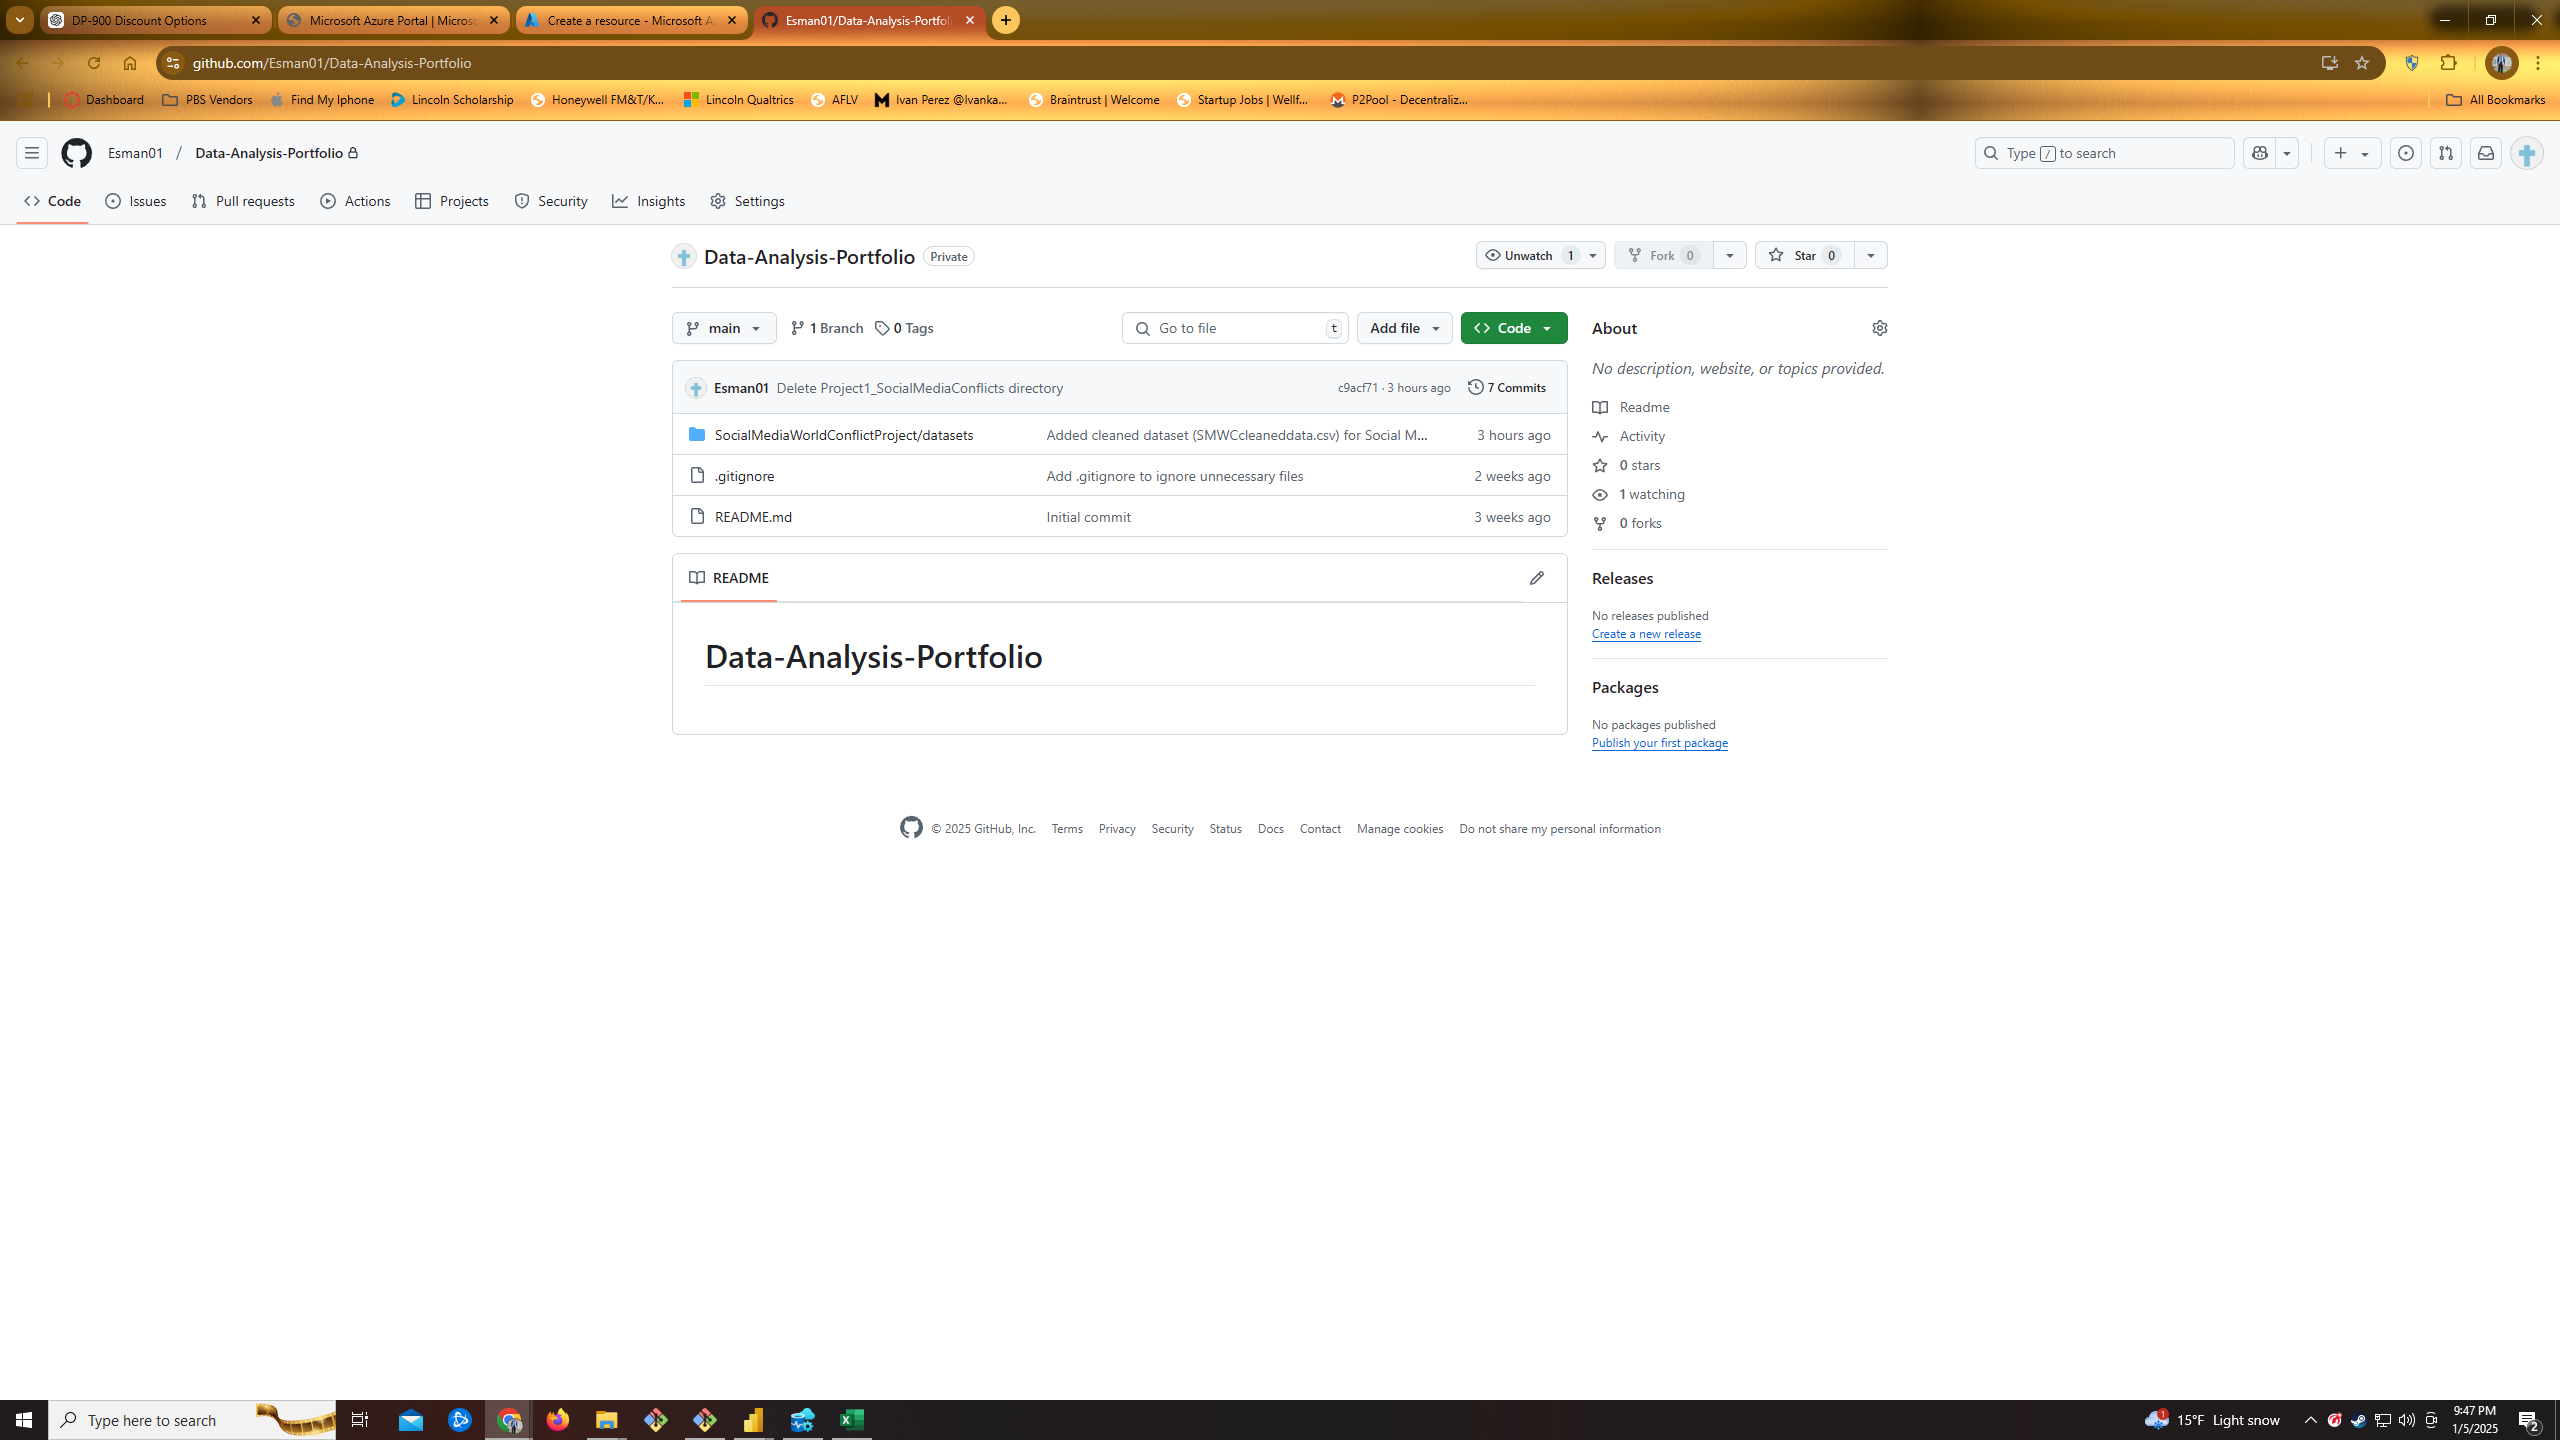 DP-900 Discount Options
Microsoft Azure Portal | Microso
Create a resource - Microsoft A
Esman01/Data-Analysis-Portfoli
github.com/Esman01/Data-Analysis-Portfolio
Dashboard
PBS Vendors
Find My Iphone
Lincoln Scholarship
Honeywell FM&T/K...
Lincoln Qualtrics
AFLV
Ivan Perez @Ivanka...
Braintrust | Welcome
Startup Jobs | Wellf...
P2Pool - Decentraliz...
All Bookmarks
Esman01 / Data-Analysis-Portfolio
Type / to search
Code
Issues
Pull requests
Actions
Projects
Security
Insights
Settings
Data-Analysis-Portfolio Private
Unwatch 1
Fork 0
Star 0
main
1 Branch
0 Tags
Go to file t
Add file
Code
Esman01 Delete Project1_SocialMediaConflicts directory c9acf71 · 3 hours ago 7 Commits
SocialMediaWorldConflictProject/datasets Added cleaned dataset (SMWCcleaneddata.csv) for Social M... 3 hours ago
.gitignore Add .gitignore to ignore unnecessary files 2 weeks ago
README.md Initial commit 3 weeks ago
README
Data-Analysis-Portfolio
About
No description, website, or topics provided.
Readme
Activity
0 stars
1 watching
0 forks
Releases
No releases published
Create a new release
Packages
No packages published
Publish your first package
© 2025 GitHub, Inc. Terms Privacy Security Status Docs Contact Manage cookies Do not share my personal information
Type here to search
1
15°F Light snow
9:47 PM
1/5/2025
2